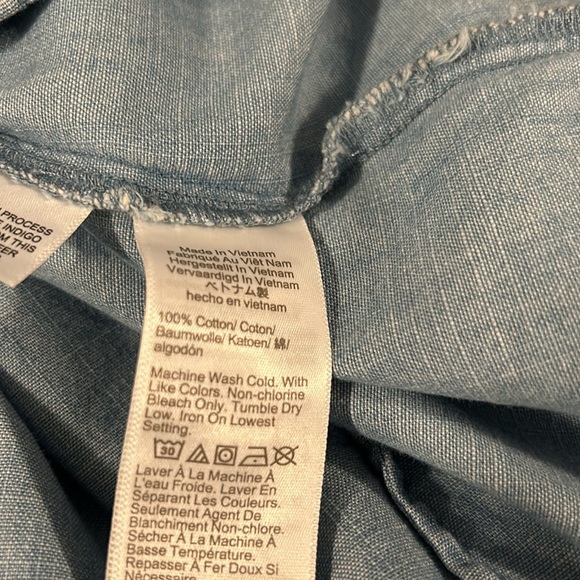 PROCESS
INDIGO
OM THIS
EER
Made In Vietnam
Fabriqué Au Viêt Nam
Hergestellt In Vietnam
Vervaardigd In Vietnam
ベトナム製
hecho en vietnam
100% Cotton/ Coton/
Baumwolle/ Katoen/ 綿/
algodón
Machine Wash Cold. With
Like Colors. Non-chlorine
Bleach Only. Tumble Dry
Low. Iron On Lowest
Setting.
30
Laver À La Machine À
L'eau Froide. Laver En
Séparant Les Couleurs.
Seulement Agent De
Blanchiment Non-chlore.
Sécher À La Machine À
Basse Température.
Repasser À Fer Doux Si
Nécessaire